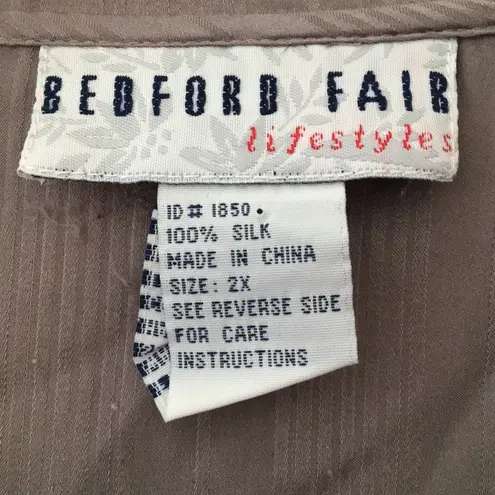 BEDFORD FAIR
lifestyles
ID# 1850.
100% SILK
MADE IN CHINA
SIZE: 2X
SEE REVERSE SIDE
FOR CARE
INSTRUCTIONS